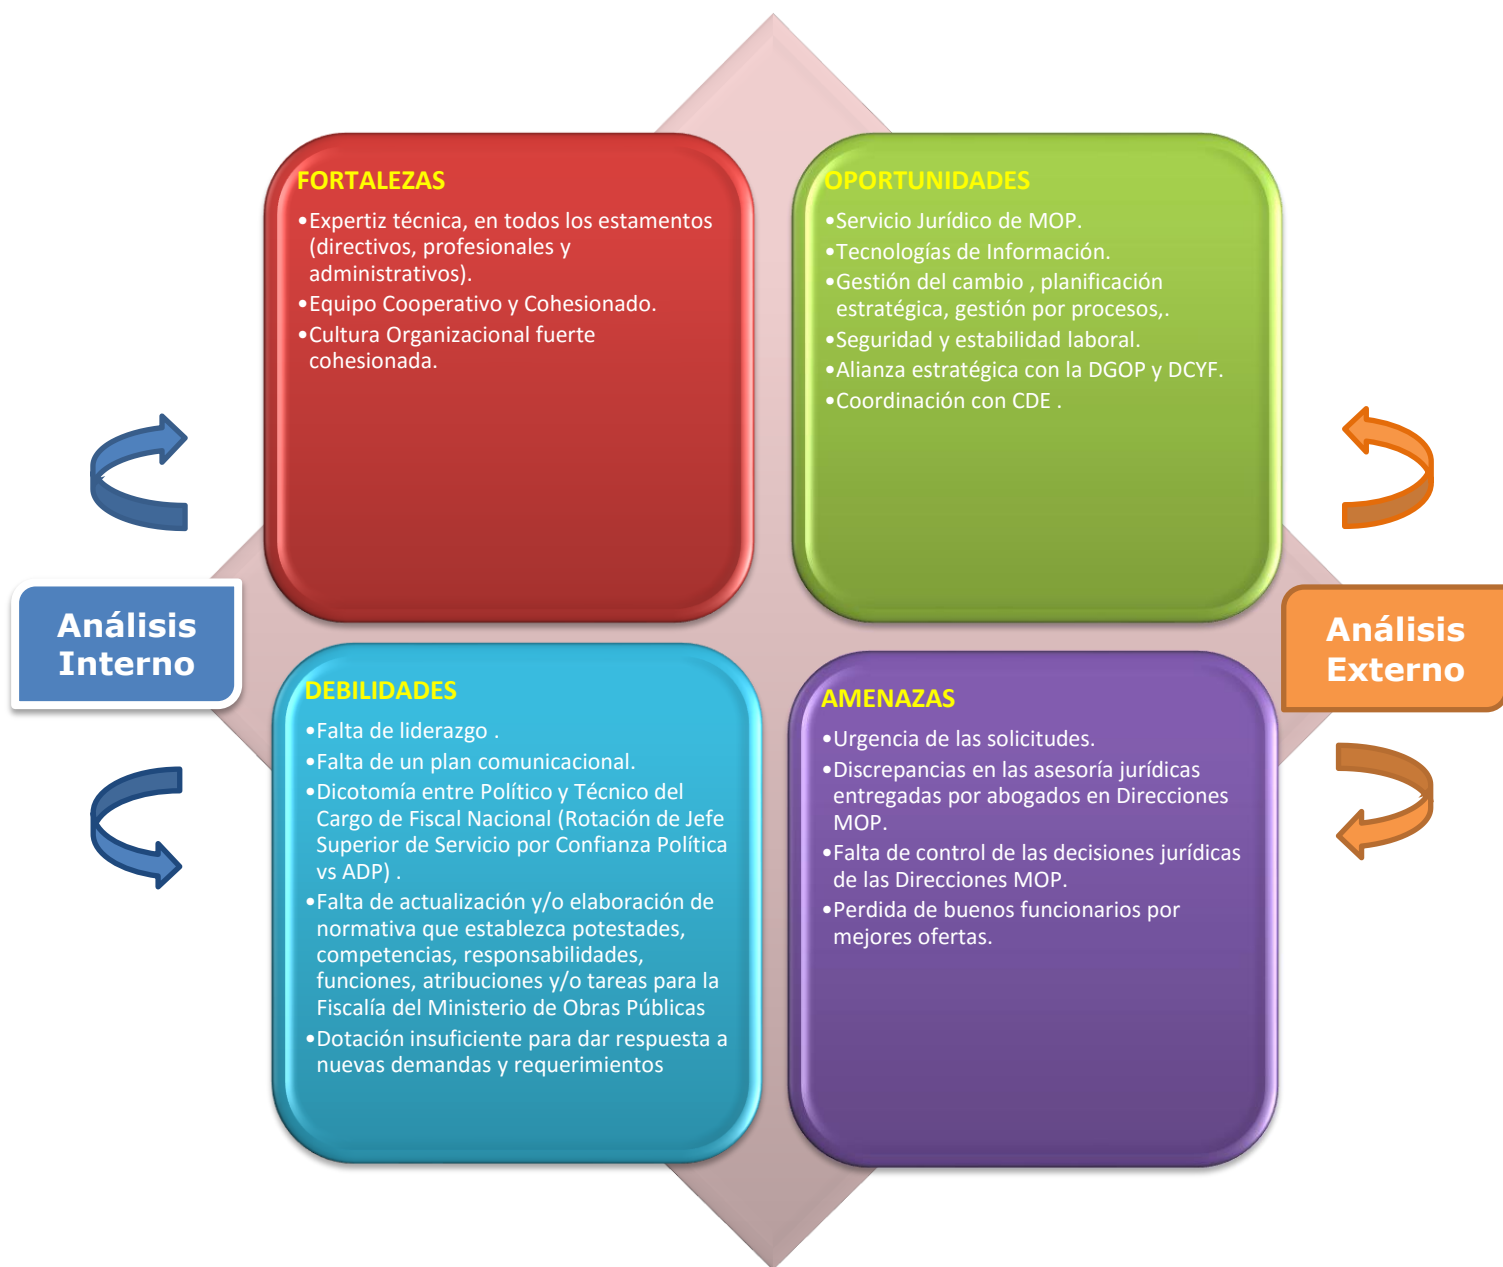 FORTALEZAS
•Expertiz técnica, en todos los estamentos
(directivos, profesionales y
administrativos).
•Equipo Cooperativo y Cohesionado.
•Cultura Organizacional fuerte
cohesionada.
OPORTUNIDADES
•Servicio Jurídico de MOP.
•Tecnologías de Información.
•Gestión del cambio , planificación
estratégica, gestión por procesos,.
•Seguridad y estabilidad laboral.
•Alianza estratégica con la DGOP y DCYF.
•Coordinación con CDE .
Análisis
Interno
Análisis
Externo
DEBILIDADES
•Falta de liderazgo .
•Falta de un plan comunicacional.
•Dicotomía entre Político y Técnico del
Cargo de Fiscal Nacional (Rotación de Jefe
Superior de Servicio por Confianza Política
vs ADP) .
•Falta de actualización y/o elaboración de
normativa que establezca potestades,
competencias, responsabilidades,
funciones, atribuciones y/o tareas para la
Fiscalía del Ministerio de Obras Públicas
•Dotación insuficiente para dar respuesta a
nuevas demandas y requerimientos
AMENAZAS
•Urgencia de las solicitudes.
•Discrepancias en las asesoría jurídicas
entregadas por abogados en Direcciones
MOP.
•Falta de control de las decisiones jurídicas
de las Direcciones MOP.
•Perdida de buenos funcionarios por
mejores ofertas.